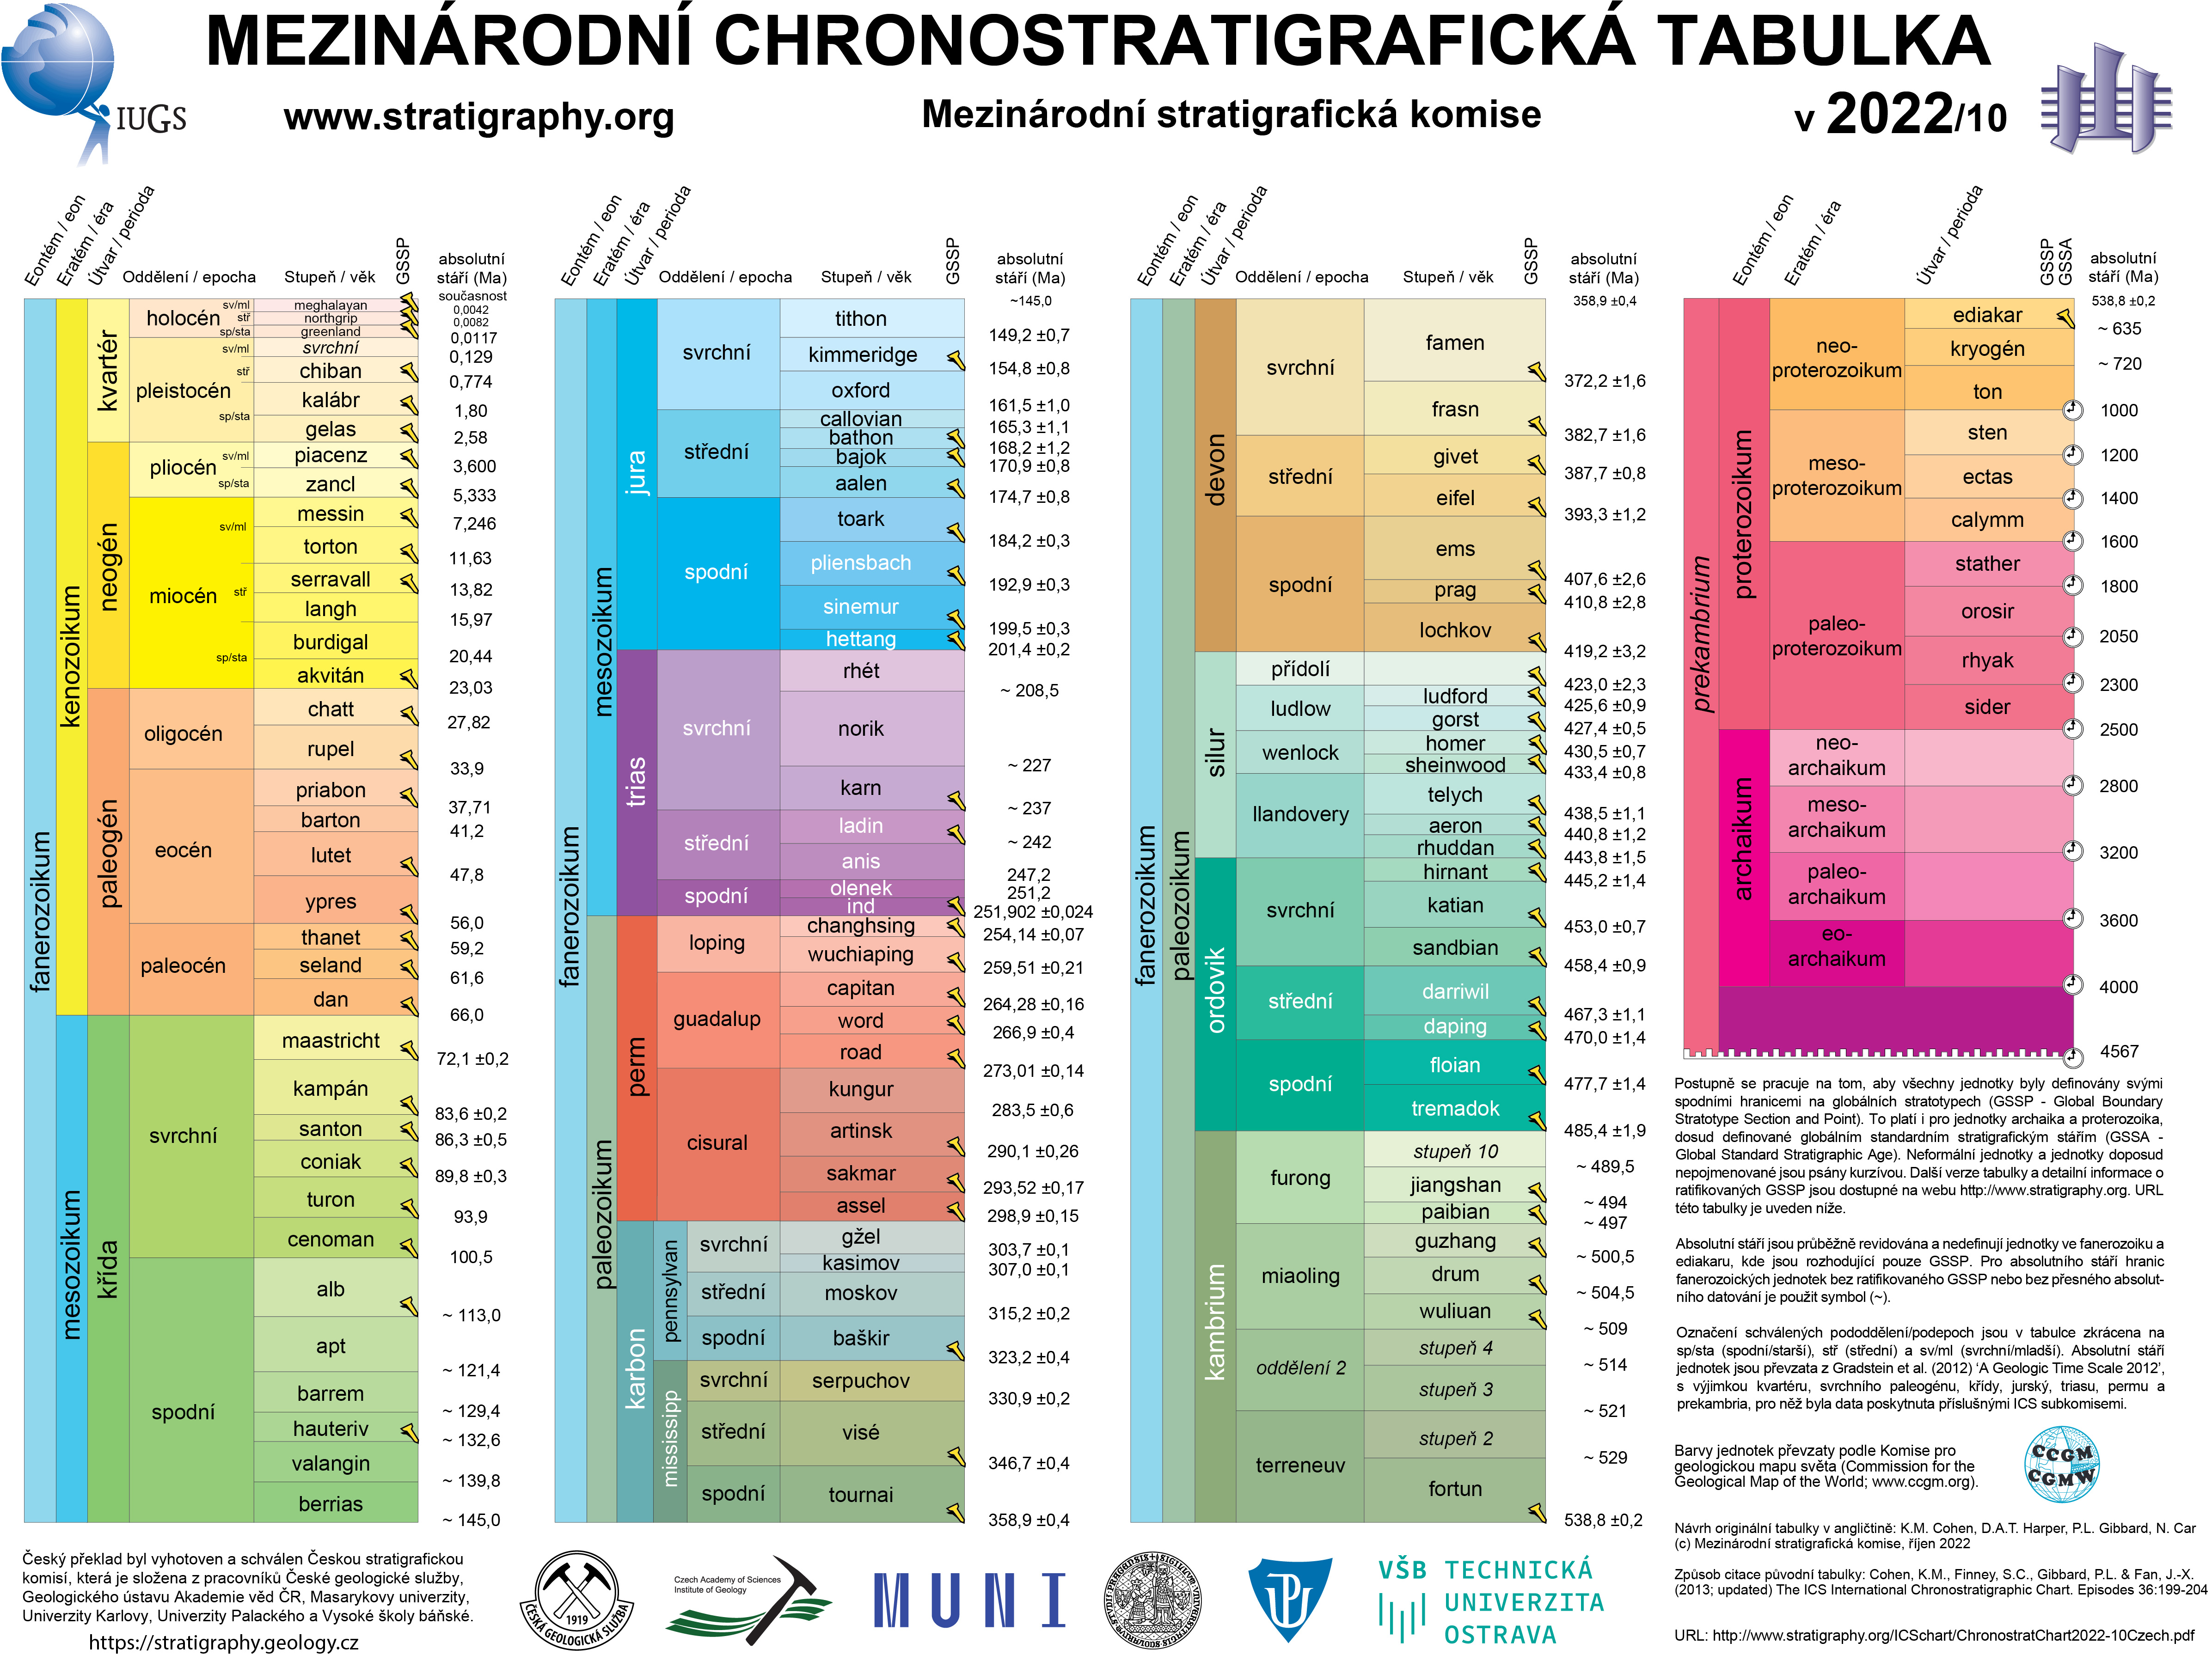 MEZINÁRODNÍ CHRONOSTRATIGRAFICKÁ TABULKA
IUGS
www.stratigraphy.org
Mezinárodní stratigrafická komise
v 2022/10
Eontém / eon
Eratém / éra
Útvar / perioda
Oddělení / epocha
Stupeň / věk
GSSP
absolutní
stáří (Ma)
fanerozoikum
kenozoikum
mesozoikum
kvartér
neogén
paleogén
křída
holocén
sv/ml
stř
sp/sta
pleistocén
sv/ml
stř
sp/sta
pliocén
sv/ml
sp/sta
miocén
sv/ml
stř
sp/sta
oligocén
eocén
paleocén
svrchní
spodní
současnost
meghalayan
0,0042
northgrip
0,0082
greenland
0,0117
svrchní
0,129
chiban
0,774
kalábr
1,80
gelas
2,58
piacenz
3,600
zancl
5,333
messin
7,246
torton
11,63
serravall
13,82
langh
15,97
burdigal
20,44
akvitán
23,03
chatt
27,82
rupel
33,9
priabon
37,71
barton
41,2
lutet
47,8
ypres
56,0
thanet
59,2
seland
61,6
dan
66,0
maastricht
72,1 ±0,2
kampán
83,6 ±0,2
santon
86,3 ±0,5
coniak
89,8 ±0,3
turon
93,9
cenoman
100,5
alb
~ 113,0
apt
~ 121,4
barrem
~ 129,4
hauteriv
~ 132,6
valangin
~ 139,8
berrias
~ 145,0
Eontém / eon
Eratém / éra
Útvar / perioda
Oddělení / epocha
Stupeň / věk
GSSP
absolutní
stáří (Ma)
fanerozoikum
mesozoikum
paleozoikum
jura
trias
perm
karbon
pennsylvan
mississipp
svrchní
střední
spodní
svrchní
střední
spodní
loping
guadalup
cisural
svrchní
střední
spodní
svrchní
střední
spodní
~145,0
tithon
149,2 ±0,7
kimmeridge
154,8 ±0,8
oxford
161,5 ±1,0
callovian
165,3 ±1,1
bathon
168,2 ±1,2
bajok
170,9 ±0,8
aalen
174,7 ±0,8
toark
184,2 ±0,3
pliensbach
192,9 ±0,3
sinemur
199,5 ±0,3
hettang
201,4 ±0,2
rhét
~ 208,5
norik
~ 227
karn
~ 237
ladin
~ 242
anis
247,2
olenek
251,2
ind
251,902 ±0,024
changhsing
254,14 ±0,07
wuchiaping
259,51 ±0,21
capitan
264,28 ±0,16
word
266,9 ±0,4
road
273,01 ±0,14
kungur
283,5 ±0,6
artinsk
290,1 ±0,26
sakmar
293,52 ±0,17
assel
298,9 ±0,15
gžel
303,7 ±0,1
kasimov
307,0 ±0,1
moskov
315,2 ±0,2
baškir
323,2 ±0,4
serpuchov
330,9 ±0,2
visé
346,7 ±0,4
tournai
358,9 ±0,4
Eontém / eon
Eratém / éra
Útvar / perioda
Oddělení / epocha
Stupeň / věk
GSSP
absolutní
stáří (Ma)
fanerozoikum
paleozoikum
devon
silur
ordovik
kambrium
svrchní
střední
spodní
přídolí
ludlow
wenlock
llandovery
svrchní
střední
spodní
furong
miaoling
oddělení 2
terreneuv
358,9 ±0,4
famen
372,2 ±1,6
frasn
382,7 ±1,6
givet
387,7 ±0,8
eifel
393,3 ±1,2
ems
407,6 ±2,6
prag
410,8 ±2,8
lochkov
419,2 ±3,2
423,0 ±2,3
ludford
425,6 ±0,9
gorst
427,4 ±0,5
homer
430,5 ±0,7
sheinwood
433,4 ±0,8
telych
438,5 ±1,1
aeron
440,8 ±1,2
rhuddan
443,8 ±1,5
hirnant
445,2 ±1,4
katian
453,0 ±0,7
sandbian
458,4 ±0,9
darriwil
467,3 ±1,1
daping
470,0 ±1,4
floian
477,7 ±1,4
tremadok
485,4 ±1,9
stupeň 10
~ 489,5
jiangshan
~ 494
paibian
~ 497
guzhang
~ 500,5
drum
~ 504,5
wuliuan
~ 509
stupeň 4
~ 514
stupeň 3
~ 521
stupeň 2
~ 529
fortun
538,8 ±0,2
Eontém / eon
Eratém / éra
Útvar / perioda
GSSP
GSSA
absolutní
stáří (Ma)
prekambrium
proterozoikum
archaikum
neo-
proterozoikum
meso-
proterozoikum
paleo-
proterozoikum
neo-
archaikum
meso-
archaikum
paleo-
archaikum
eo-
archaikum
538,8 ±0,2
ediakar
~ 635
kryogén
~ 720
ton
1000
sten
1200
ectas
1400
calymm
1600
stather
1800
orosir
2050
rhyak
2300
sider
2500
2800
3200
3600
4000
4567
Postupně se pracuje na tom, aby všechny jednotky byly definovány svými
spodními hranicemi na globálních stratotypech (GSSP - Global Boundary
Stratotype Section and Point). To platí i pro jednotky archaika a proterozoika,
dosud definované globálním standardním stratigrafickým stářím (GSSA -
Global Standard Stratigraphic Age). Neformální jednotky a jednotky doposud
nepojmenované jsou psány kurzívou. Další verze tabulky a detailní informace o
ratifikovaných GSSP jsou dostupné na webu http://www.stratigraphy.org. URL
této tabulky je uveden níže.
Absolutní stáří jsou průběžně revidována a nedefinují jednotky ve fanerozoiku a
ediakaru, kde jsou rozhodující pouze GSSP. Pro absolutního stáří hranic
fanerozoických jednotek bez ratifikovaného GSSP nebo bez přesného absolut-
ního datování je použit symbol (~).
Označení schválených pododdělení/podepoch jsou v tabulce zkrácena na
sp/sta (spodní/starší), stř (střední) a sv/ml (svrchní/mladší). Absolutní stáří
jednotek jsou převzata z Gradstein et al. (2012) ‘A Geologic Time Scale 2012’,
s výjimkou kvartéru, svrchního paleogénu, křídy, jurský, triasu, permu a
prekambria, pro něž byla data poskytnuta příslušnými ICS subkomisemi.
Barvy jednotek převzaty podle Komise pro
geologickou mapu světa (Commission for the
Geological Map of the World; www.ccgm.org).
CCGM
CGMW
Návrh originální tabulky v angličtině: K.M. Cohen, D.A.T. Harper, P.L. Gibbard, N. Car
(c) Mezinárodní stratigrafická komise, říjen 2022
Způsob citace původní tabulky: Cohen, K.M., Finney, S.C., Gibbard, P.L. & Fan, J.-X.
(2013; updated) The ICS International Chronostratigraphic Chart. Episodes 36:199-204
URL: http://www.stratigraphy.org/ICSchart/ChronostratChart2022-10Czech.pdf
Český překlad byl vyhotoven a schválen Českou stratigrafickou
komisí, která je složena z pracovníků České geologické služby,
Geologického ústavu Akademie věd ČR, Masarykovy univerzity,
Univerzity Karlovy, Univerzity Palackého a Vysoké školy báňské.
https://stratigraphy.geology.cz
1919
ČESKÁ GEOLOGICKÁ SLUŽBA
Czech Academy of Sciences
Institute of Geology
MUNI
UP
VŠB TECHNICKÁ
UNIVERZITA
OSTRAVA